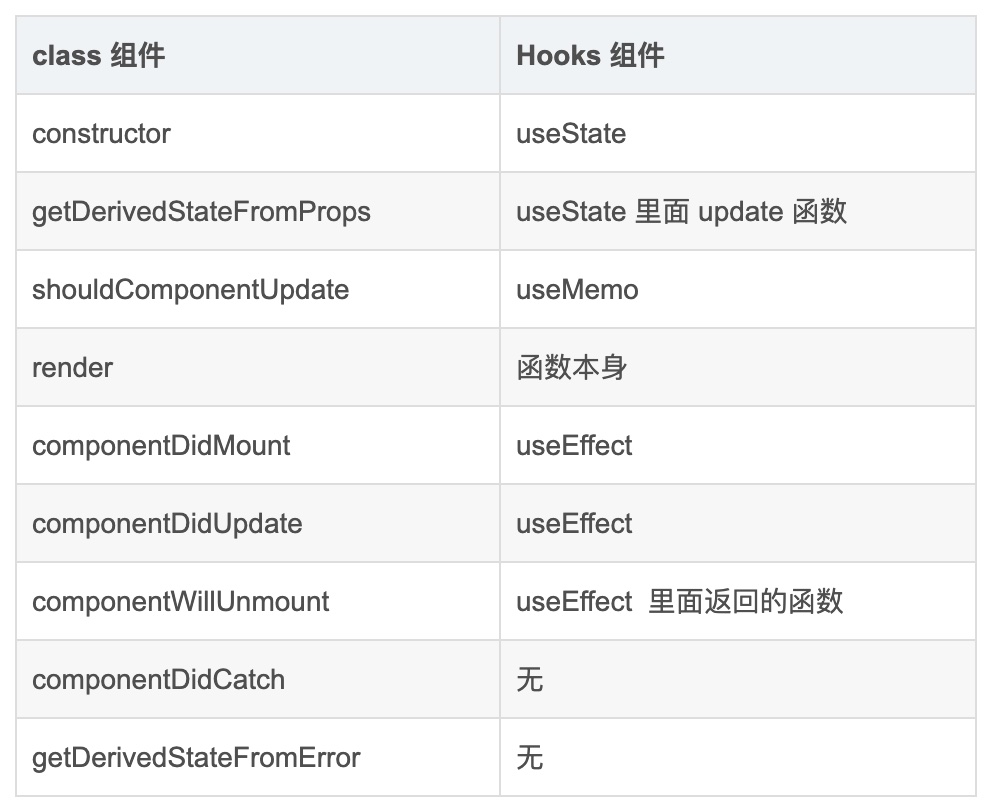 class 组件 Hooks 组件
constructor useState
getDerivedStateFromProps useState 里面 update 函数
shouldComponentUpdate useMemo
render 函数本身
componentDidMount useEffect
componentDidUpdate useEffect
componentWillUnmount useEffect 里面返回的函数
componentDidCatch 无
getDerivedStateFromError 无